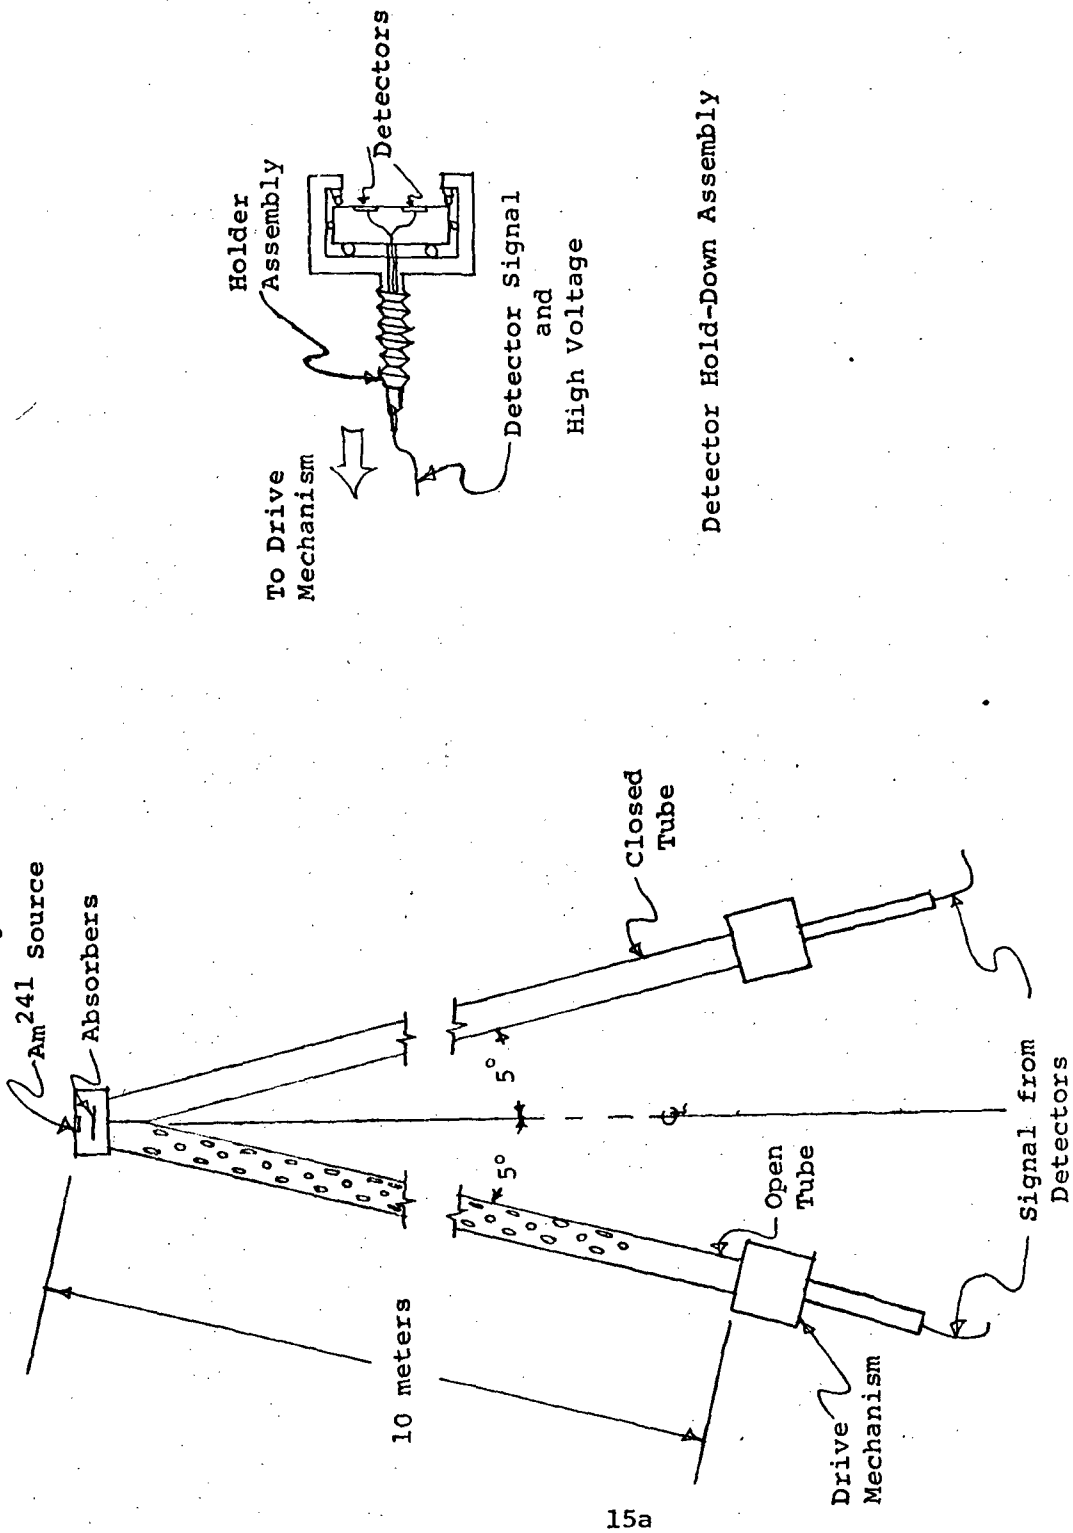 Am241 Source
Absorbers
10 meters
5°
5°
Closed
Tube
Open
Tube
Drive
Mechanism
Signal from
Detectors
Holder
Assembly
Detectors
To Drive
Mechanism
Detector Signal
and
High Voltage
Detector Hold-Down Assembly
15a